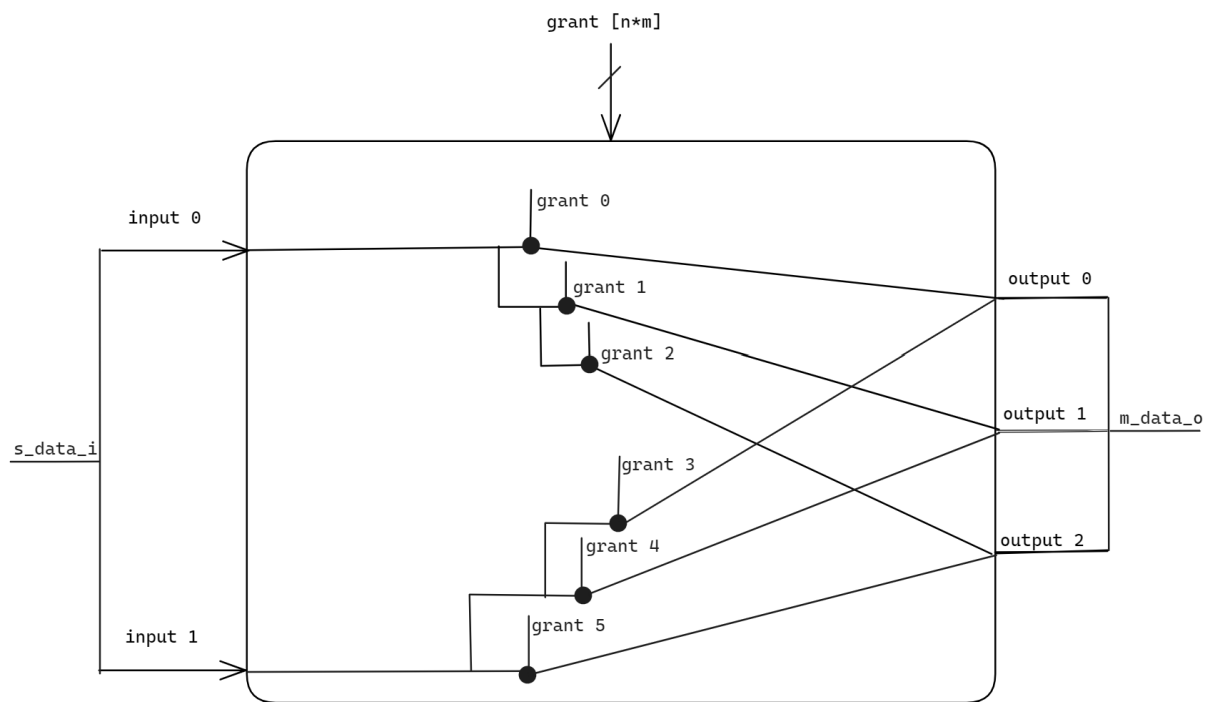 grant [n*m]
grant 0
input 0
output 0
grant 1
grant 2
output 1
m_data_o
s_data_i
grant 3
output 2
grant 4
grant 5
input 1